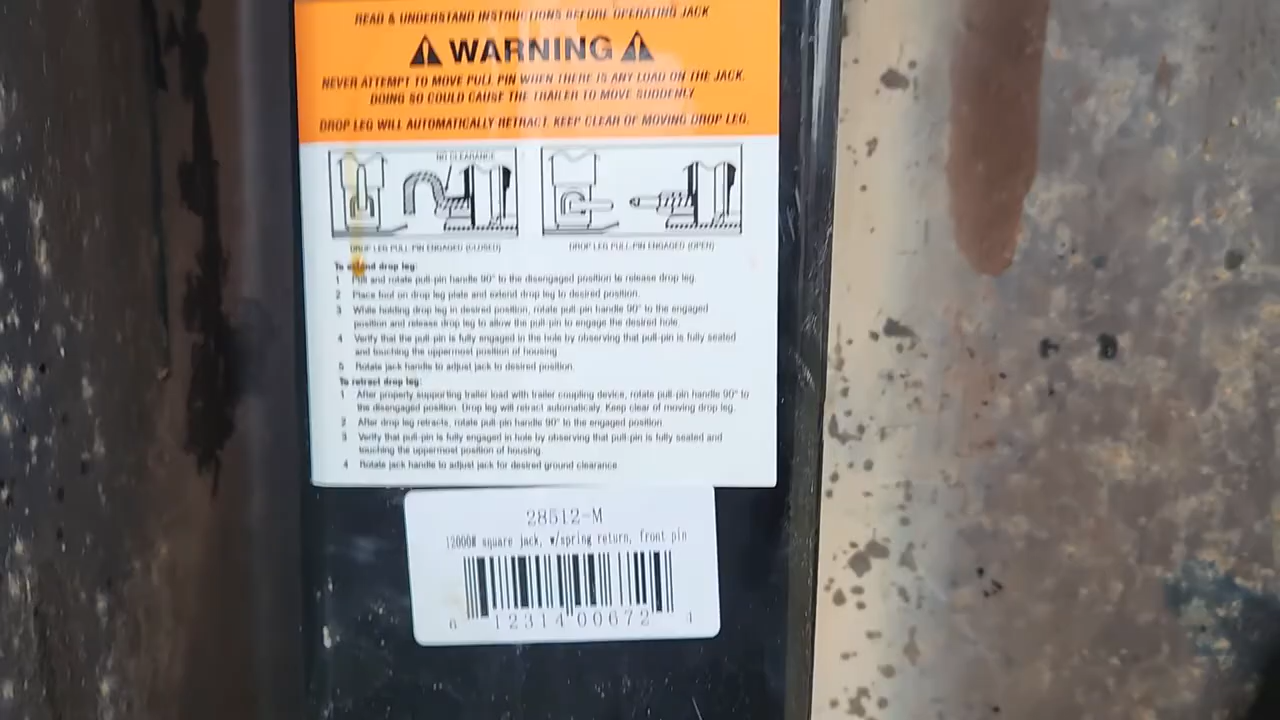 READ & UNDERSTAND INSTRUCTIONS BEFORE OPERATING JACK
WARNING
NEVER ATTEMPT TO MOVE PULL PIN WHEN THERE IS ANY LOAD ON THE JACK.
DOING SO COULD CAUSE THE TRAILER TO MOVE SUDDENLY
DROP LEG WILL AUTOMATICALLY RETRACT. KEEP CLEAR OF MOVING DROP LEG.
NO CLEARANCE
DROP LEG PULL-PIN ENGAGED (CLOSED)
DROP LEG PULL-PIN ENGAGED (OPEN)
To extend drop leg:
1 Pull and rotate pull-pin handle 90° to the disengaged position to release drop leg.
2 Place foot on drop leg plate and extend drop leg to desired position.
3 While holding drop leg in desired position, rotate pull-pin handle 90° to the engaged
position and release drop leg to allow the pull-pin to engage the desired hole.
4 Verify that the pull-pin is fully engaged in the hole by observing that pull-pin is fully seated
and touching the uppermost position of housing
5 Rotate jack handle to adjust jack to desired position.
To retract drop leg:
1 After properly supporting trailer load with trailer coupling device, rotate pull-pin handle 90° to
the disengaged position. Drop leg will retract automaticaly. Keep clear of moving drop leg.
2 After drop leg retracts, rotate pull-pin handle 90° to the engaged position.
3 Verify that pull-pin is fully engaged in hole by observing that pull-pin is fully seated and
touching the uppermost position of housing.
4 Rotate jack handle to adjust jack for desired ground clearance
28512-M
12000# square jack, w/spring return, front pin
6 12314 00672 4